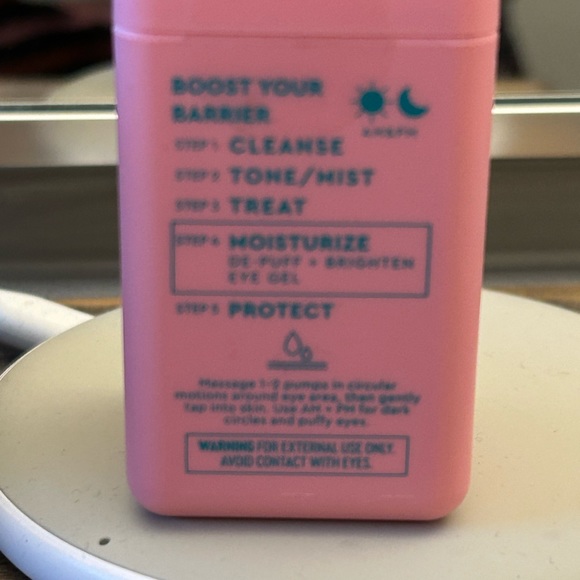 BOOST YOUR
BARRIER
AM&PM
STEP 1 CLEANSE
STEP 2 TONE/MIST
STEP 3 TREAT
STEP 4 MOISTURIZE
DE-PUFF + BRIGHTEN
EYE GEL
STEP 5 PROTECT
Massage 1-2 pumps in circular
motions around eye area, then gently
tap into skin. Use AM + PM for dark
circles and puffy eyes.
WARNING FOR EXTERNAL USE ONLY.
AVOID CONTACT WITH EYES.